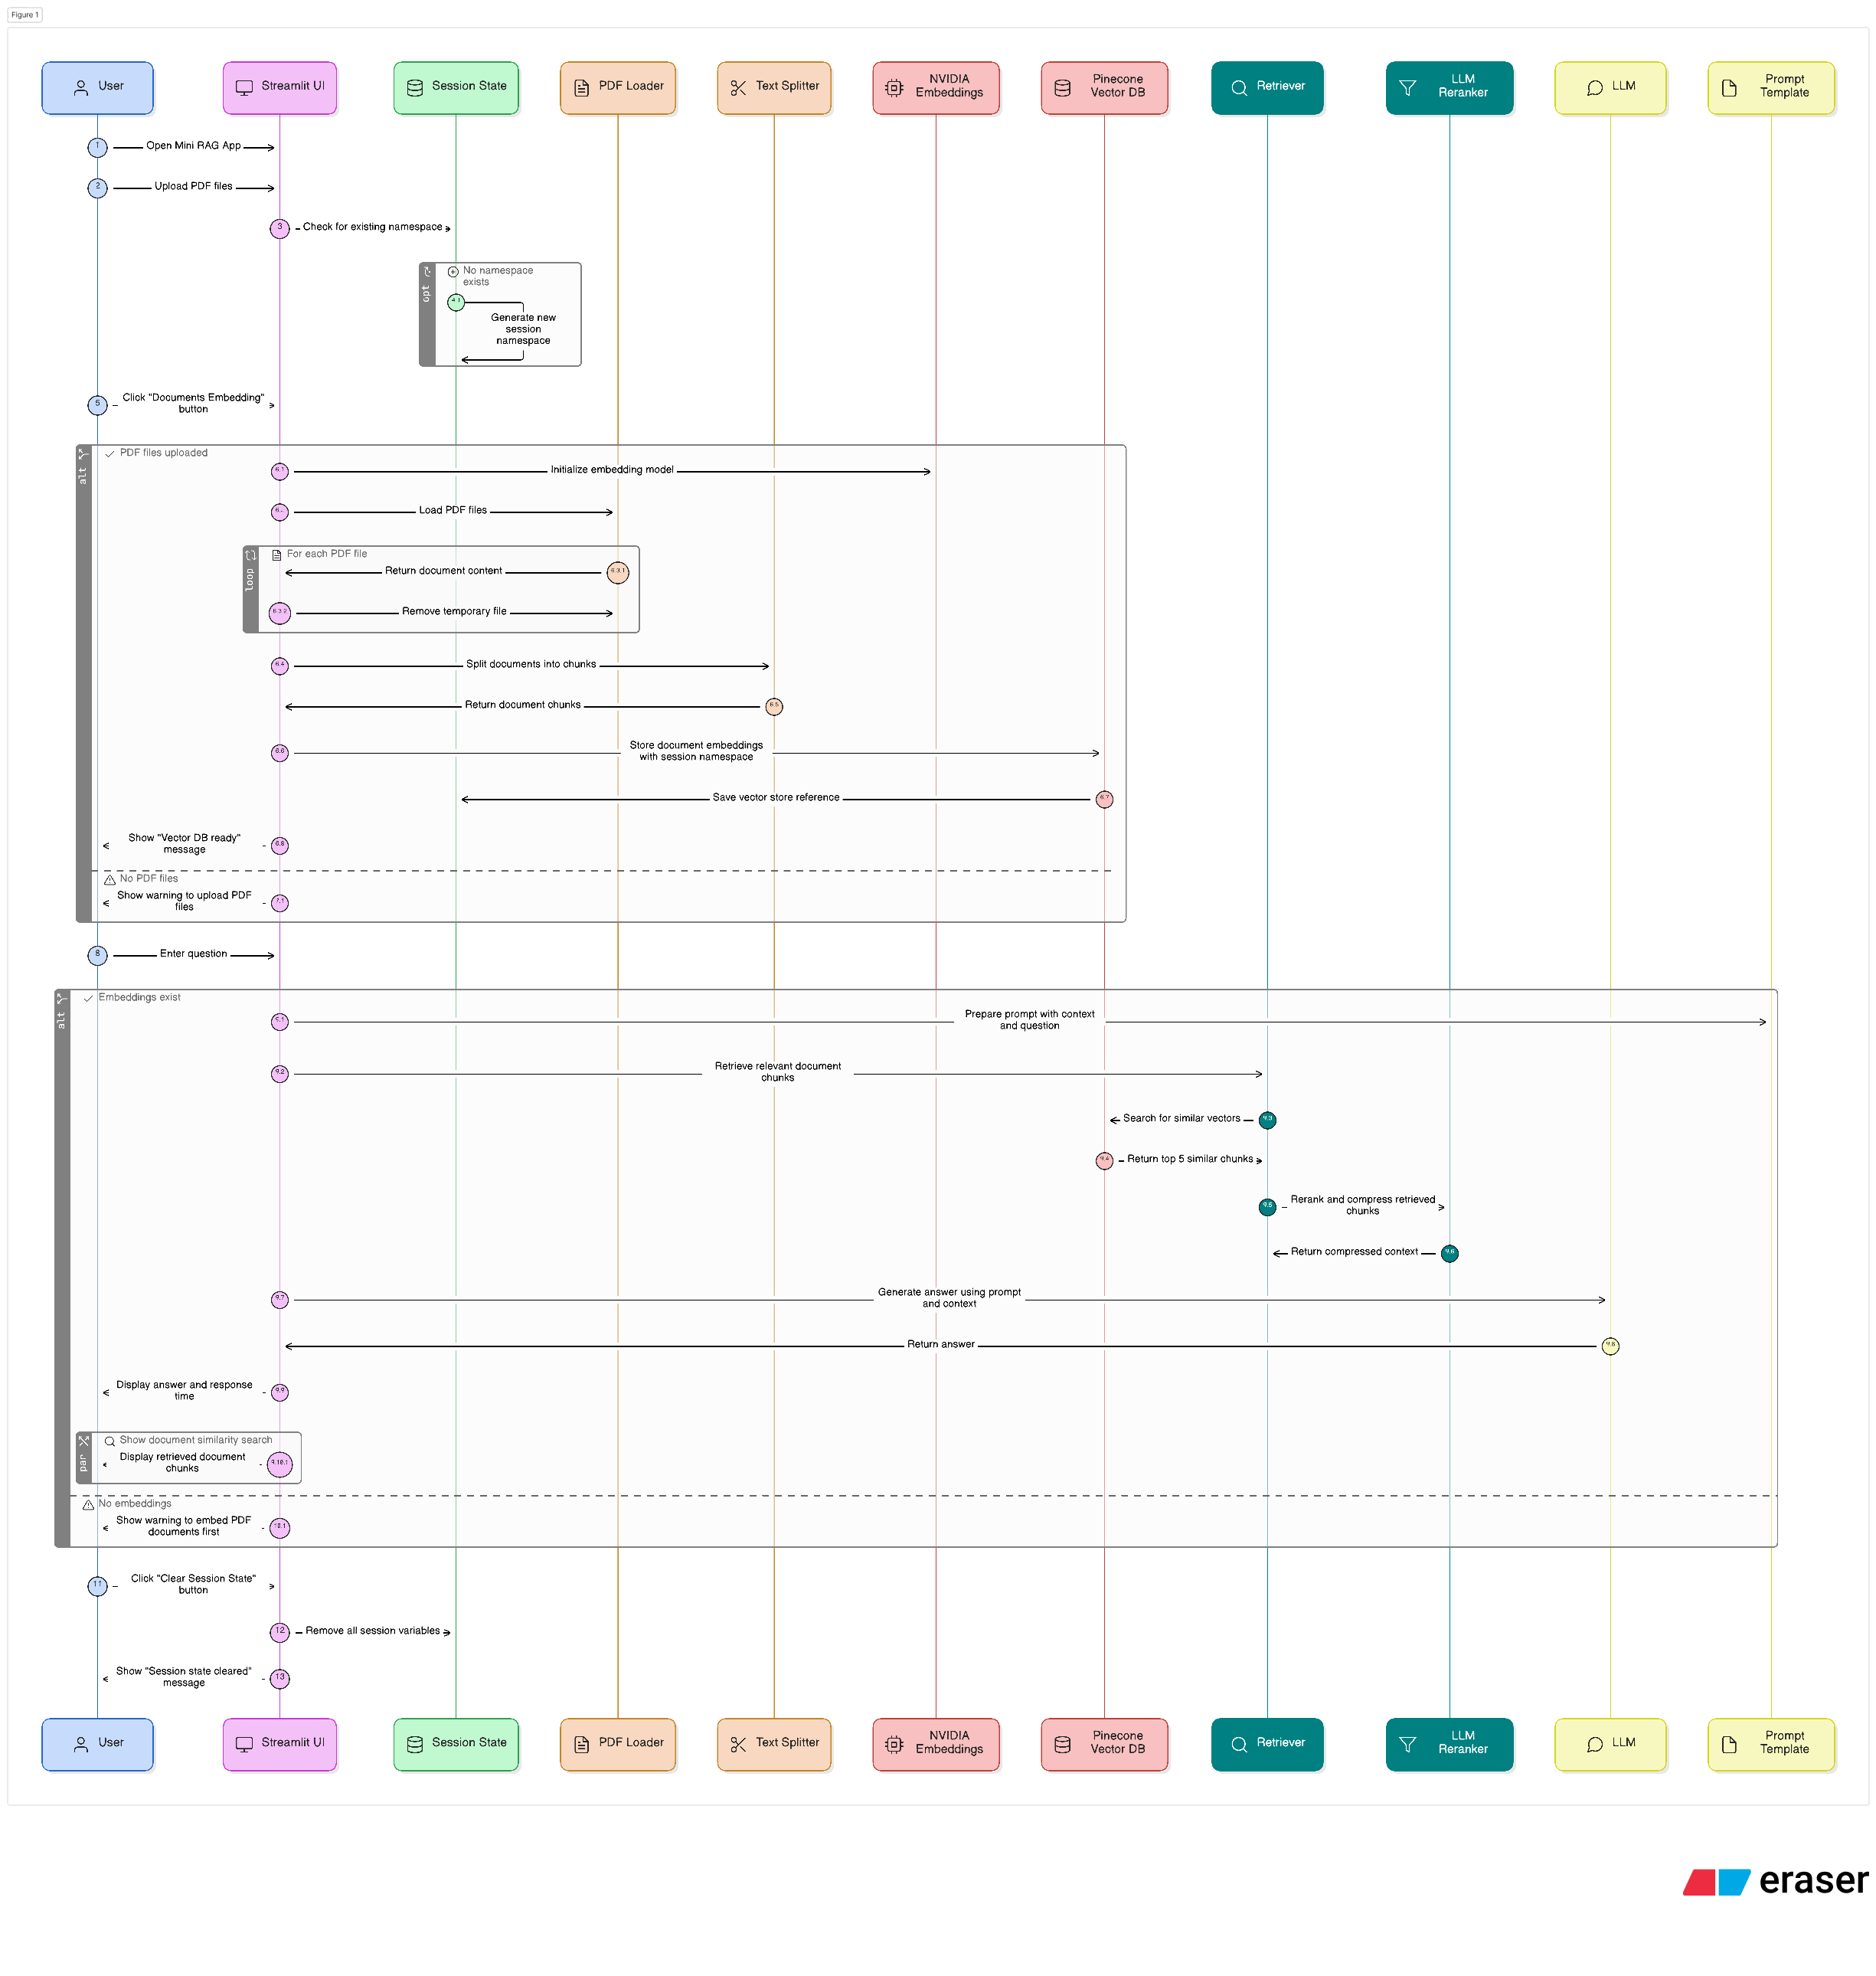 Figure 1
User
Streamlit UI
Session State
PDF Loader
Text Splitter
NVIDIA
Embeddings
Pinecone
Vector DB
Retriever
LLM
Reranker
LLM
Prompt
Template
1
Open Mini RAG App
2
Upload PDF files
3
Check for existing namespace
opt
No namespace
exists
4.1
Generate new
session
namespace
5
Click "Documents Embedding"
button
alt
PDF files uploaded
6.1
Initialize embedding model
6...
Load PDF files
loop
For each PDF file
6.3.1
Return document content
6.3.2
Remove temporary file
6.4
Split documents into chunks
6.5
Return document chunks
6.6
Store document embeddings
with session namespace
6.7
Save vector store reference
6.8
Show "Vector DB ready"
message
No PDF files
7.1
Show warning to upload PDF
files
8
Enter question
alt
Embeddings exist
9.1
Prepare prompt with context
and question
9.2
Retrieve relevant document
chunks
9.3
Search for similar vectors
9.4
Return top 5 similar chunks
9.5
Rerank and compress retrieved
chunks
9.6
Return compressed context
9.7
Generate answer using prompt
and context
9.8
Return answer
9.9
Display answer and response
time
par
Show document similarity search
9.10.1
Display retrieved document
chunks
No embeddings
10.1
Show warning to embed PDF
documents first
11
Click "Clear Session State"
button
12
Remove all session variables
13
Show "Session state cleared"
message
User
Streamlit UI
Session State
PDF Loader
Text Splitter
NVIDIA
Embeddings
Pinecone
Vector DB
Retriever
LLM
Reranker
LLM
Prompt
Template
eraser